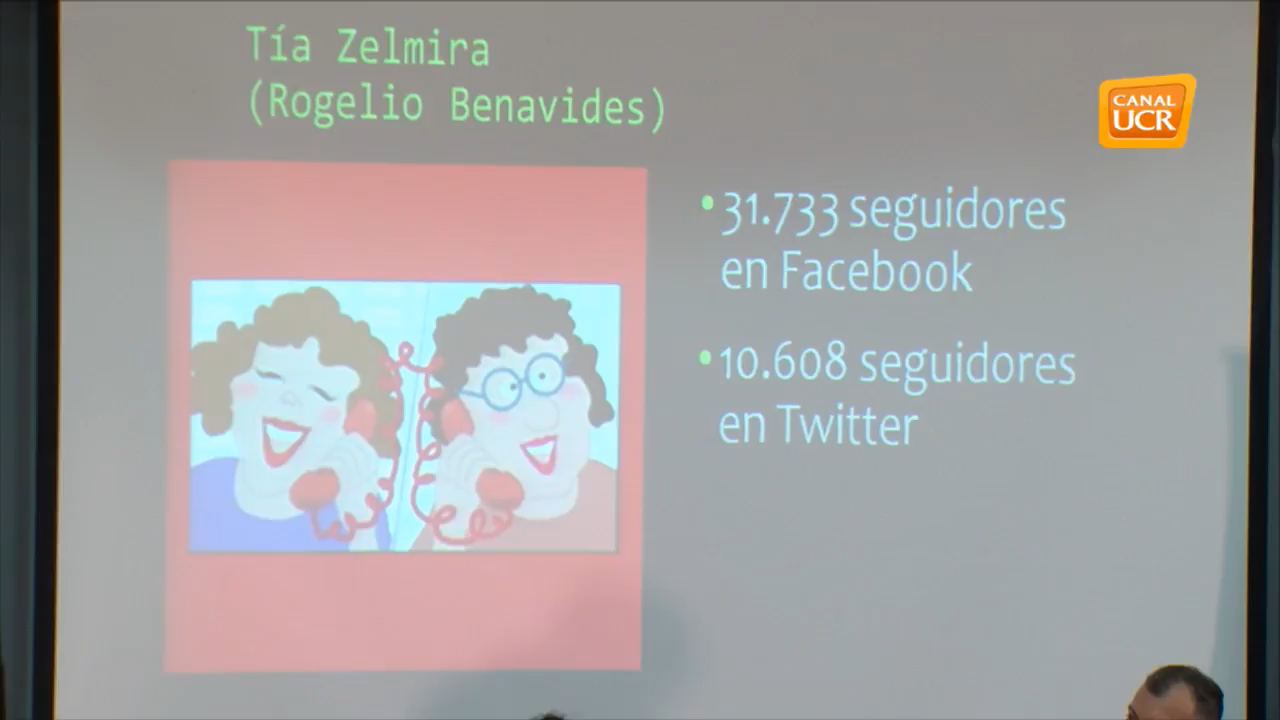 Tía Zelmira
(Rogelio Benavides)
CANAL
UCR
•31.733 seguidores
en Facebook
•10.608 seguidores
en Twitter